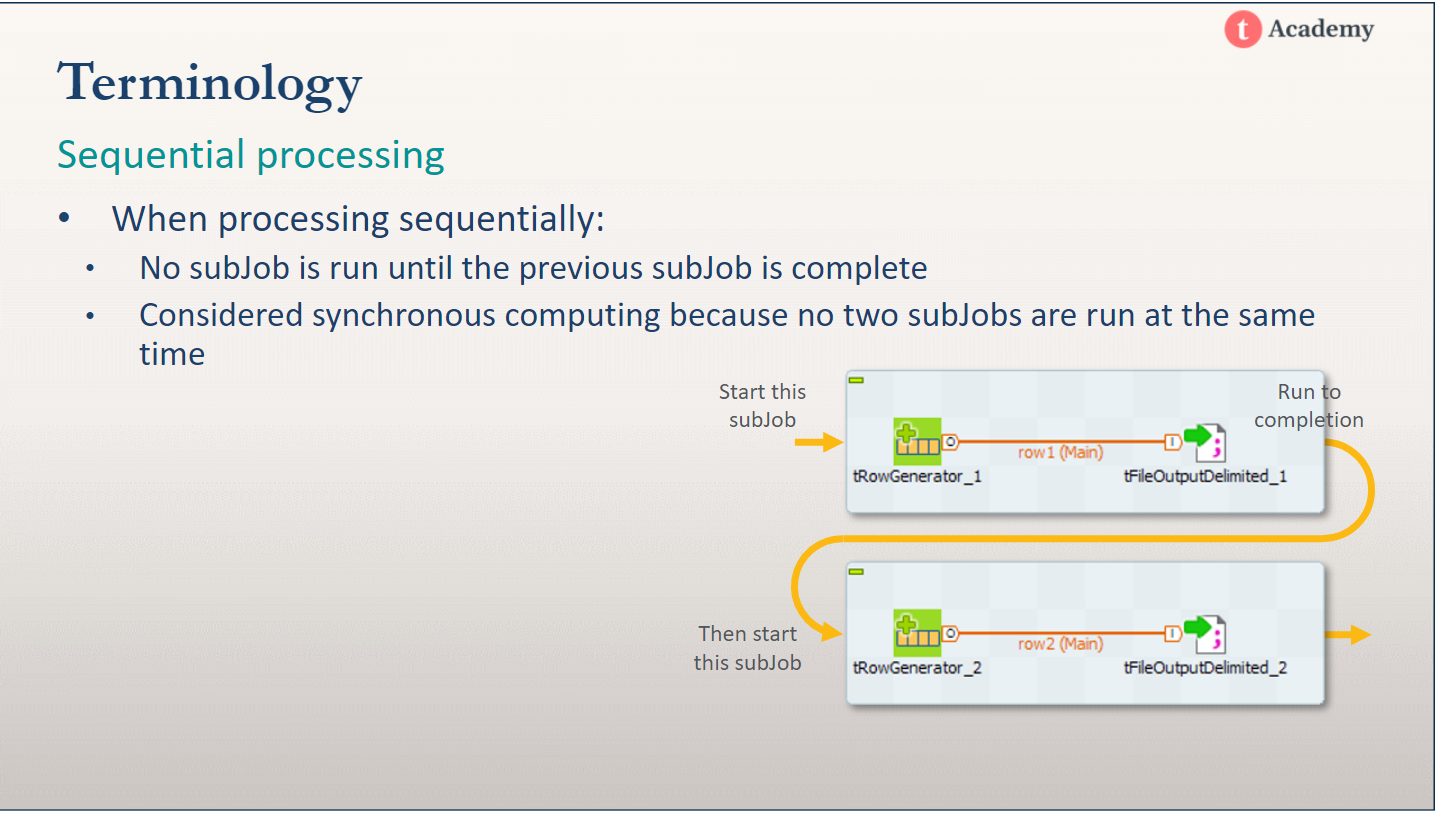 t Academy
Terminology
Sequential processing
• When processing sequentially:
• No subJob is run until the previous subJob is complete
• Considered synchronous computing because no two subJobs are run at the same
time
Start this
subJob
Run to
completion
O
I
row1 (Main)
tRowGenerator_1
tFileOutputDelimited_1
Then start
this subJob
O
I
row2 (Main)
tRowGenerator_2
tFileOutputDelimited_2